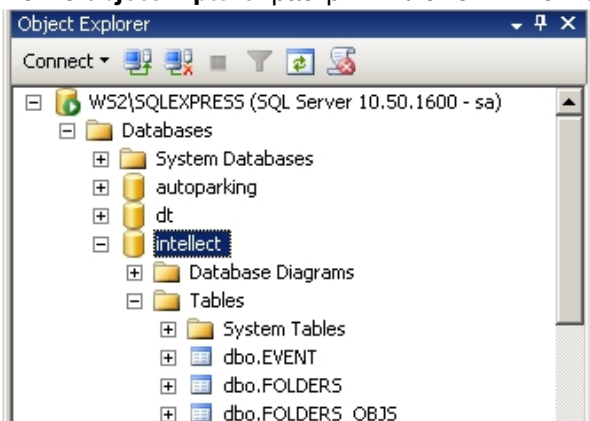 Object Explorer
Connect
WS2\SQLEXPRESS (SQL Server 10.50.1600 - sa)
Databases
System Databases
autoparking
dt
intellect
Database Diagrams
Tables
System Tables
dbo.EVENT
dbo.FOLDERS
dbo.FOLDERS_OBJS